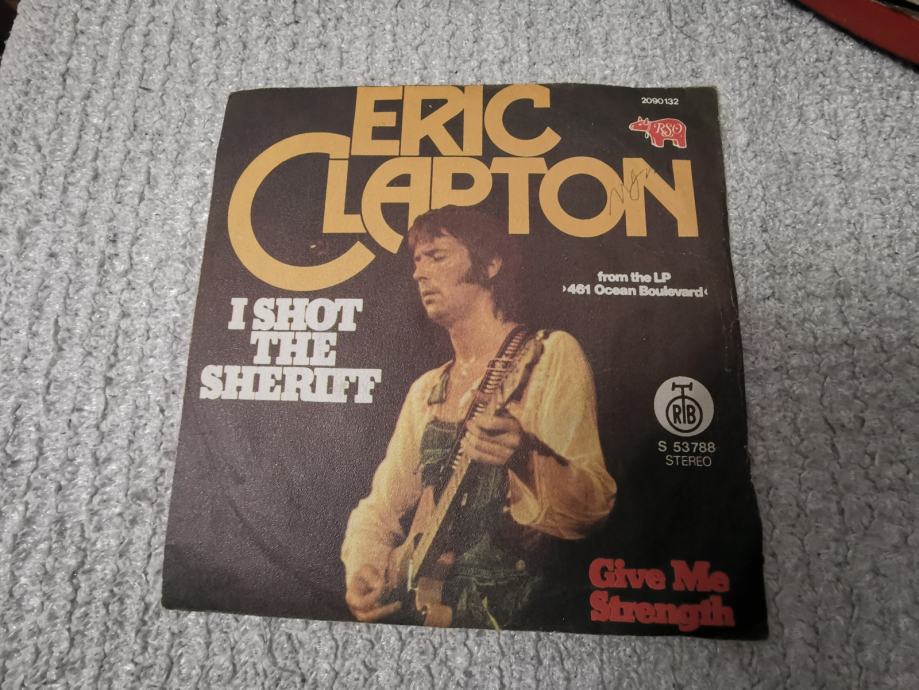 ERIC
CLAPTON
2090132
RSO
from the LP
›461 Ocean Boulevard‹
I SHOT
THE
SHERIFF
RTB
S 53788
STEREO
Give Me
Strength